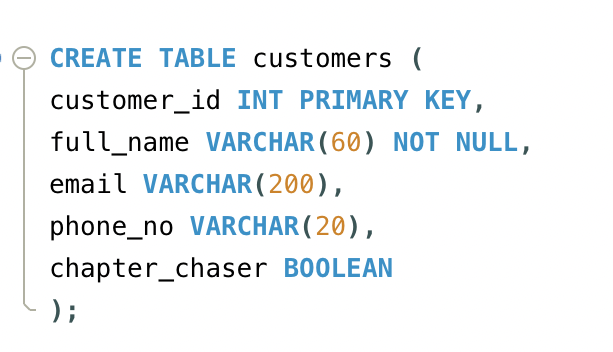 CREATE TABLE customers (
customer_id INT PRIMARY KEY,
full_name VARCHAR(60) NOT NULL,
email VARCHAR(200),
phone_no VARCHAR(20),
chapter_chaser BOOLEAN
);